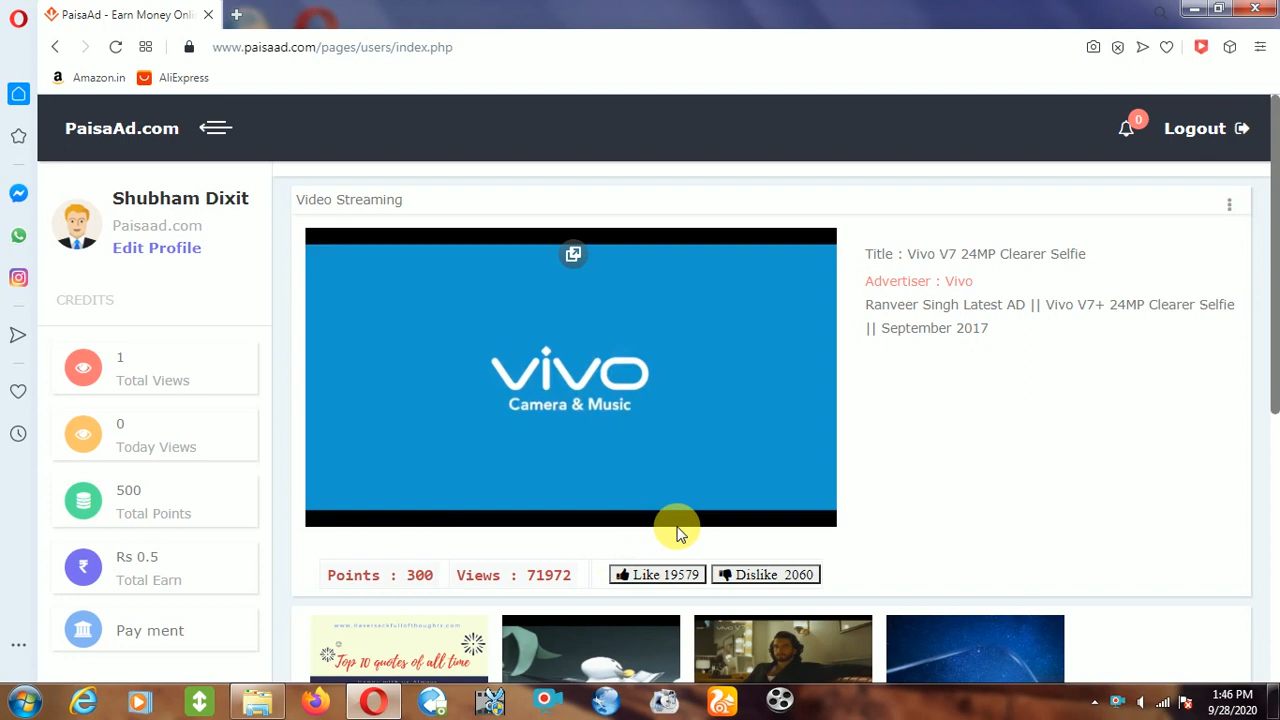 PaisaAd - Earn Money Onli
www.paisaad.com/pages/users/index.php
Amazon.in
AliExpress
PaisaAd.com
0
Logout
Shubham Dixit
Paisaad.com
Edit Profile
CREDITS
1
Total Views
0
Today Views
500
Total Points
Rs 0.5
Total Earn
Pay ment
Video Streaming
vivo
Camera & Music
Title : Vivo V7 24MP Clearer Selfie
Advertiser : Vivo
Ranveer Singh Latest AD || Vivo V7+ 24MP Clearer Selfie
|| September 2017
Points : 300
Views : 71972
Like 19579
Dislike 2060
Top 10 quotes of all time
1:46 PM
9/28/2020